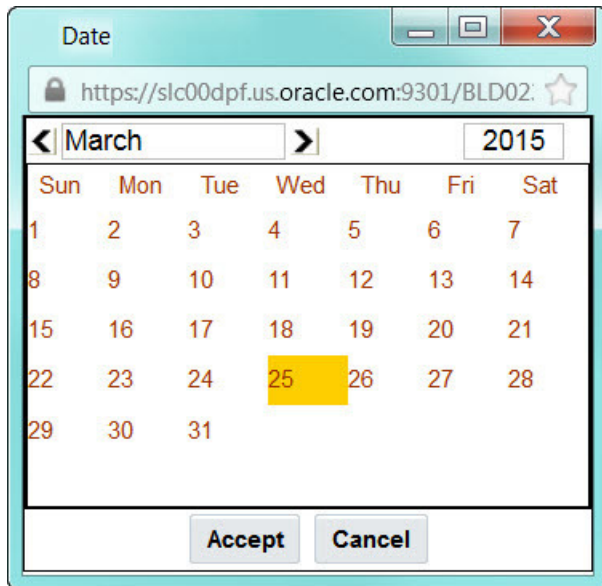 Date
https://slc00dpf.us.oracle.com:9301/BLD02
March 2015
Sun Mon Tue Wed Thu Fri Sat
1 2 3 4 5 6 7
8 9 10 11 12 13 14
15 16 17 18 19 20 21
22 23 24 25 26 27 28
29 30 31
Accept Cancel